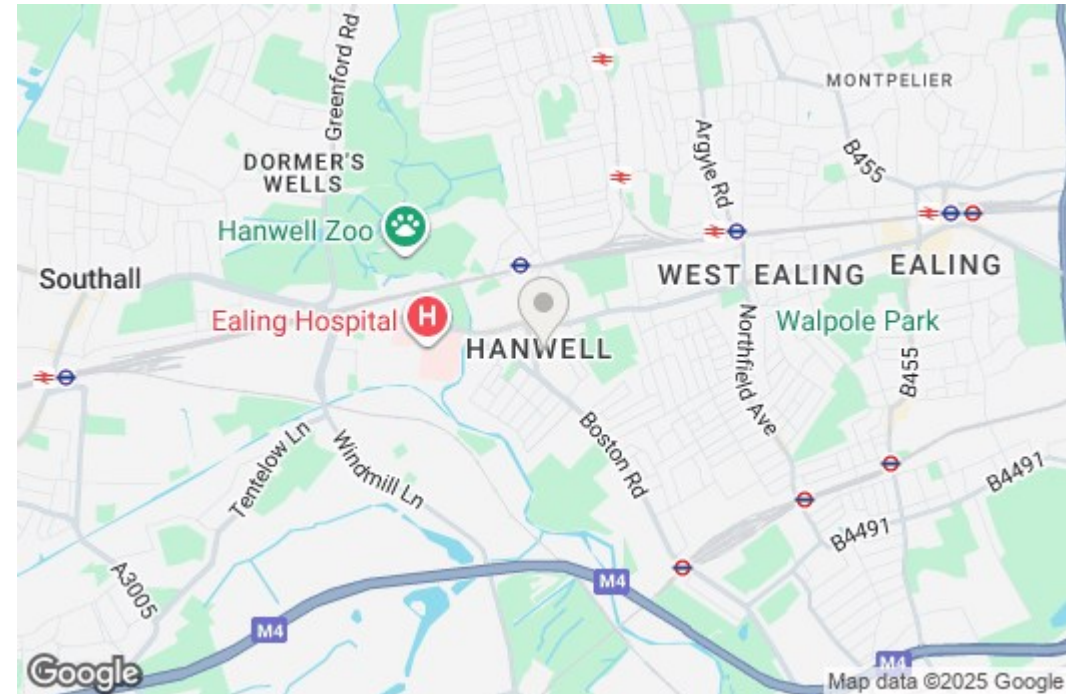 Greenford Rd
MONTPELIER
Argyle Rd
B455
DORMER'S
WELLS
Hanwell Zoo
Southall
WEST EALING
EALING
Ealing Hospital
H
HANWELL
Walpole Park
Northfield Ave
B455
Boston Rd
Tentelow Ln
Windmill Ln
B4491
B4491
A3005
M4
M4
M4
Google
Map data ©2025 Google